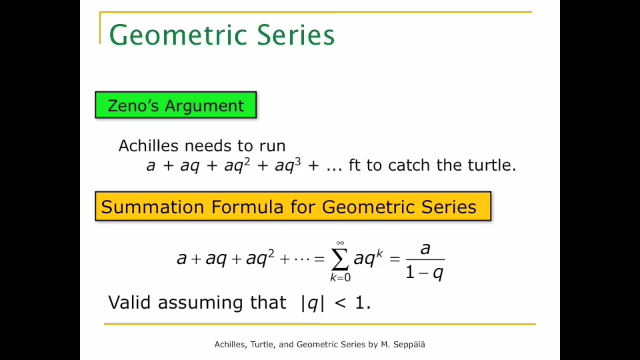 Geometric Series
Zeno's Argument
Achilles needs to run
a + aq + aq² + aq³ + ... ft to catch the turtle.
Summation Formula for Geometric Series
a + aq + aq² + ⋯ = ∑_{k=0}^{∞} aq^k = a/(1 − q)
Valid assuming that |q| < 1.
Achilles, Turtle, and Geometric Series by M. Seppälä